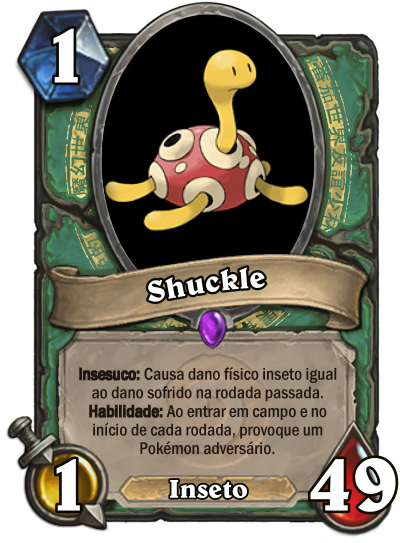 1
Shuckle
Insesuco: Causa dano físico inseto igual
ao dano sofrido na rodada passada.
Habilidade: Ao entrar em campo e no
início de cada rodada, provoque um
Pokémon adversário.
1
Inseto
49